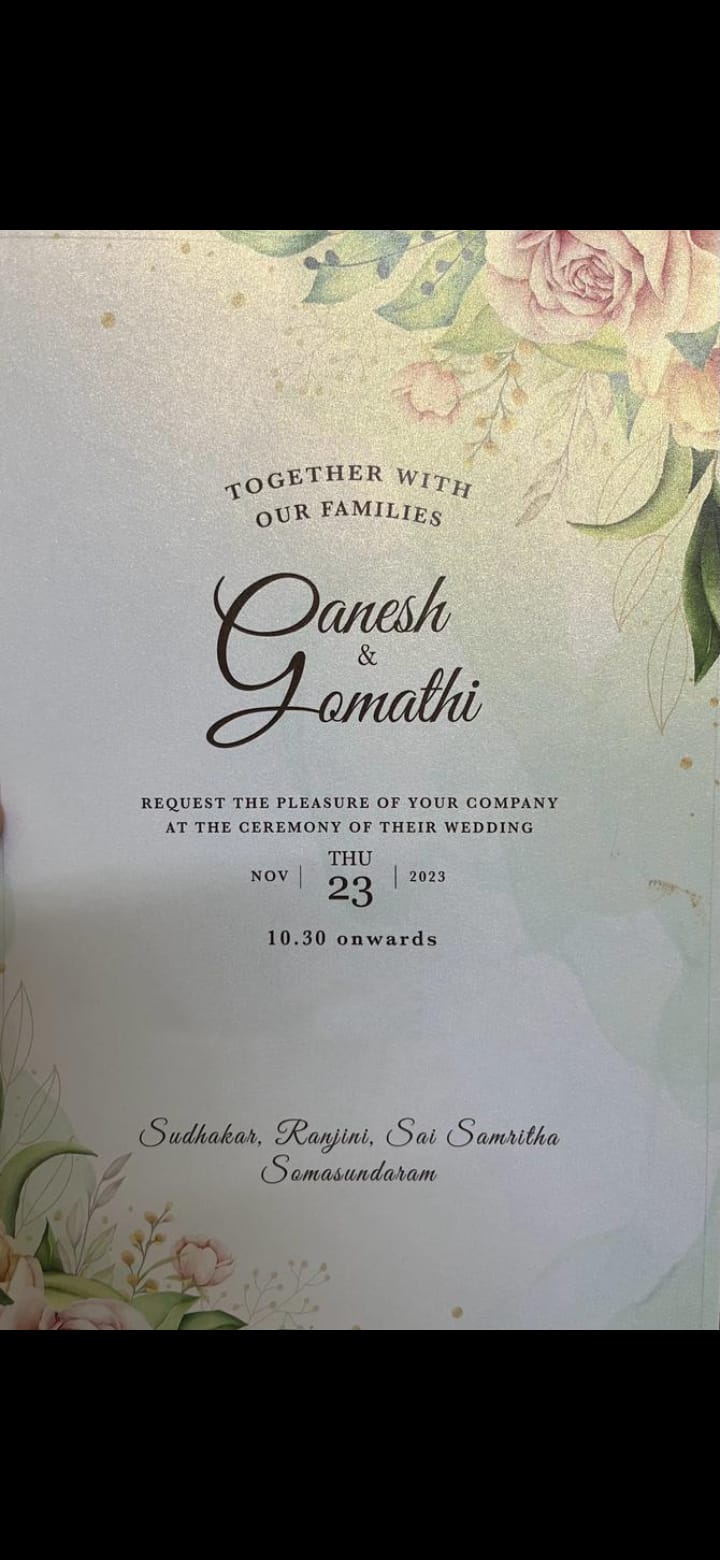 TOGETHER WITH
OUR FAMILIES
Ganesh
&
Gomathi
REQUEST THE PLEASURE OF YOUR COMPANY
AT THE CEREMONY OF THEIR WEDDING
THU
NOV | 23 | 2023
10.30 onwards
Sudhakar, Ranjini, Sai Samritha
Somasundaram